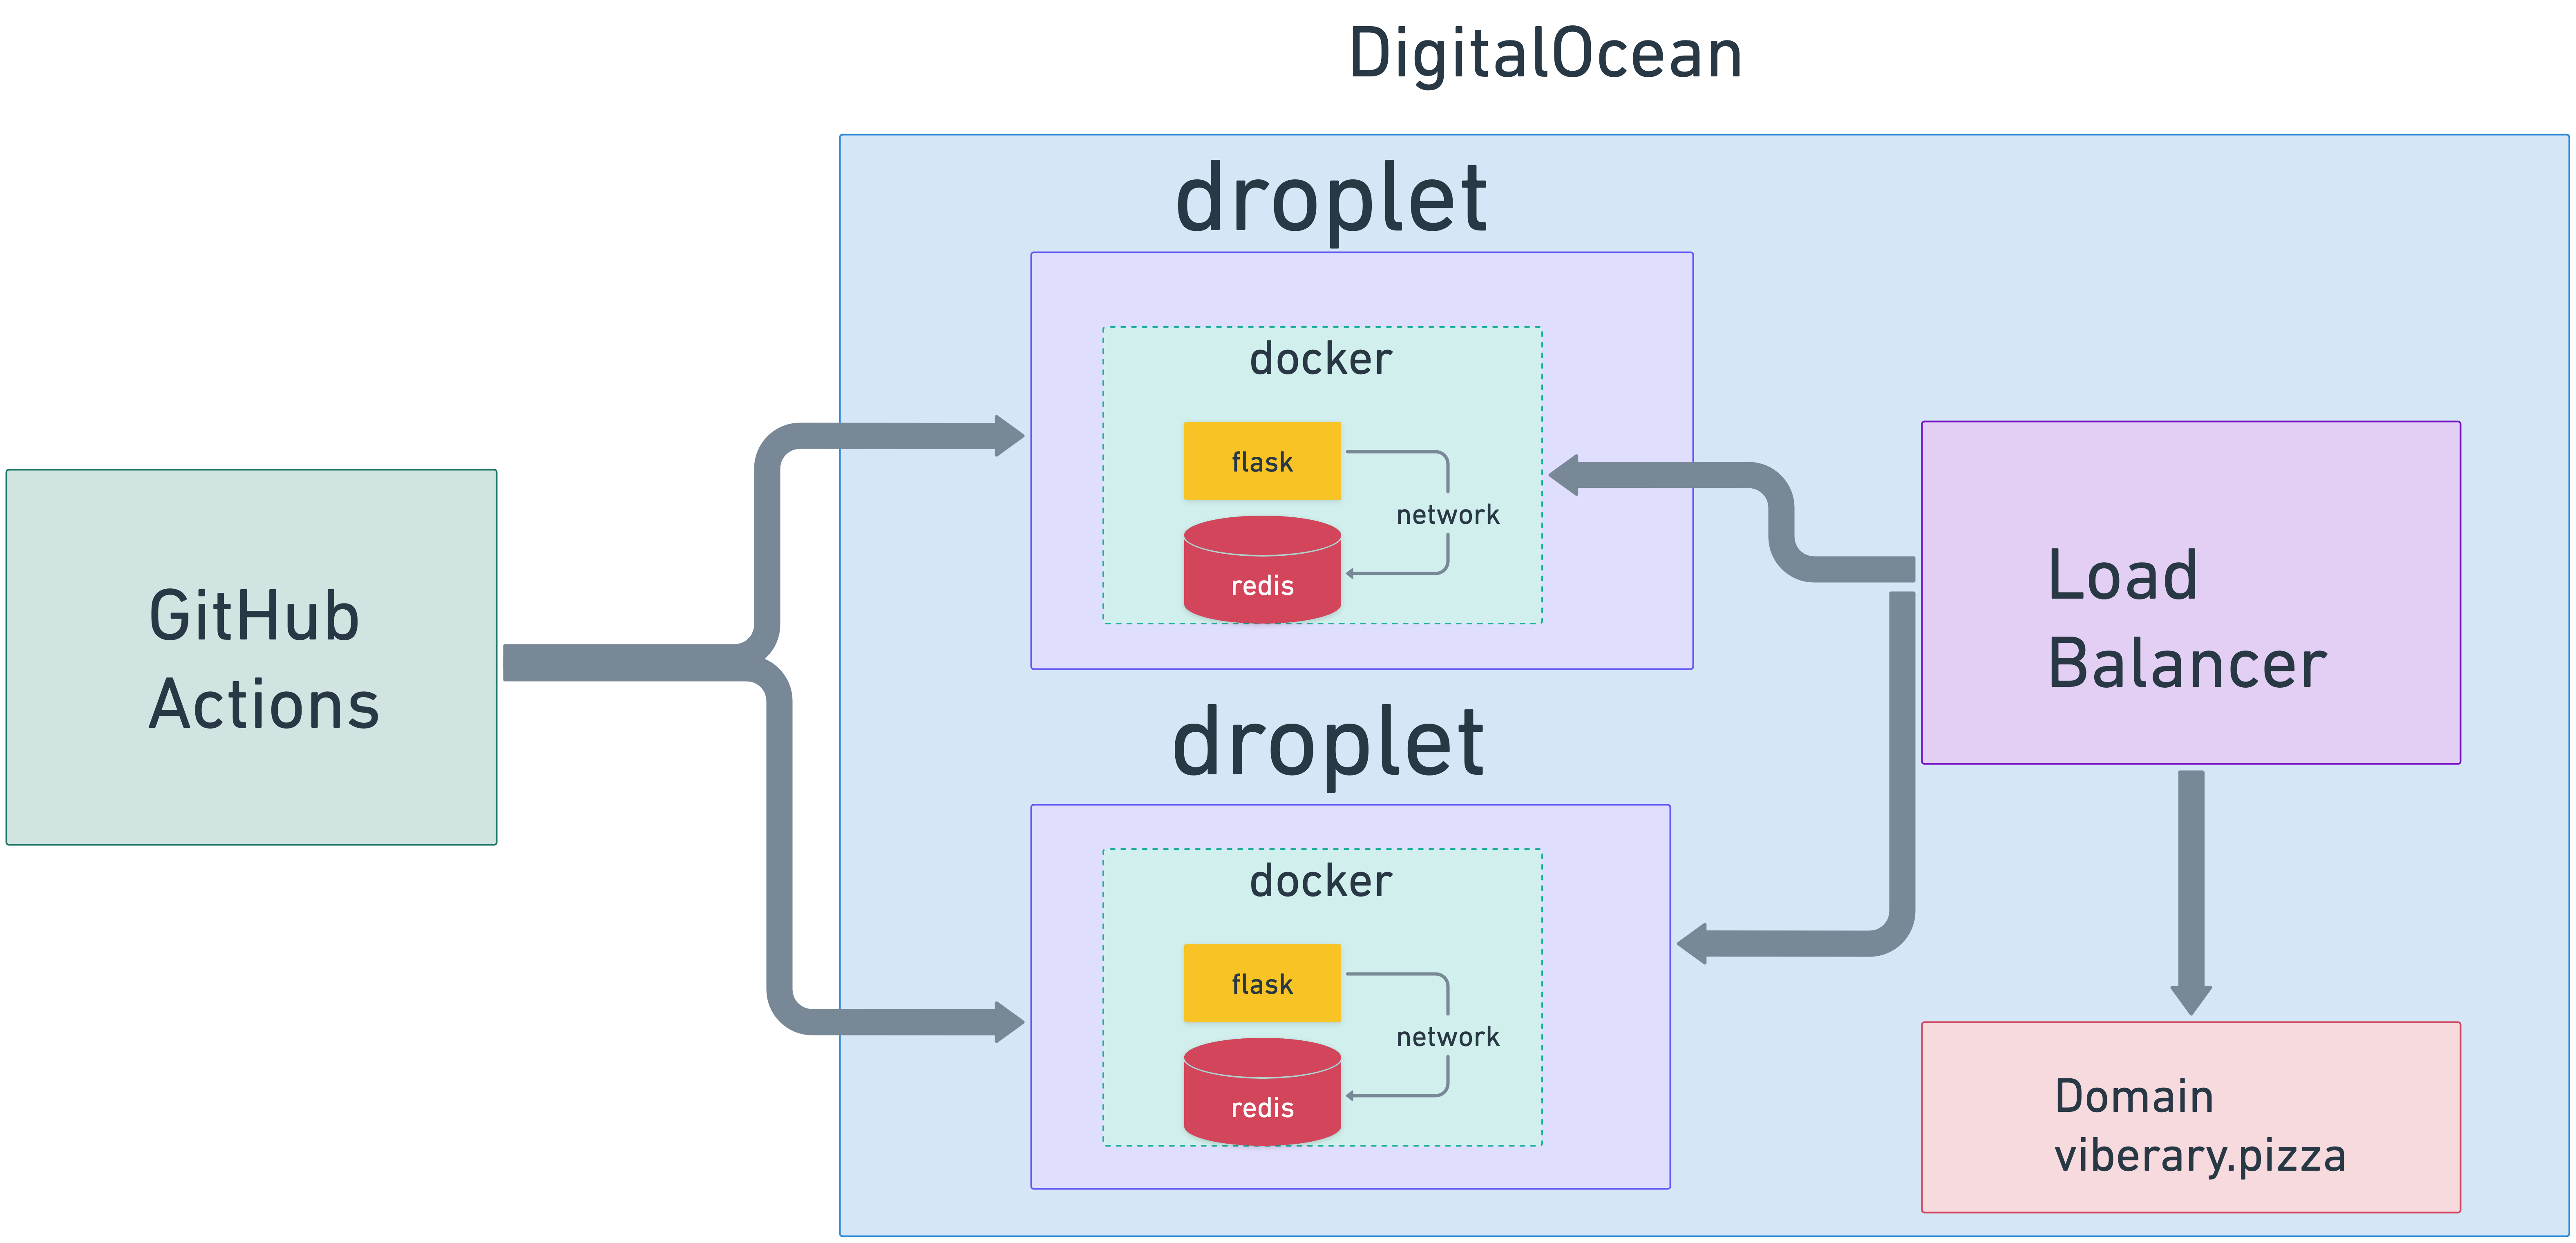 DigitalOcean
droplet
docker
flask
network
redis
GitHub
Actions
Load
Balancer
droplet
docker
flask
network
redis
Domain
viberary.pizza